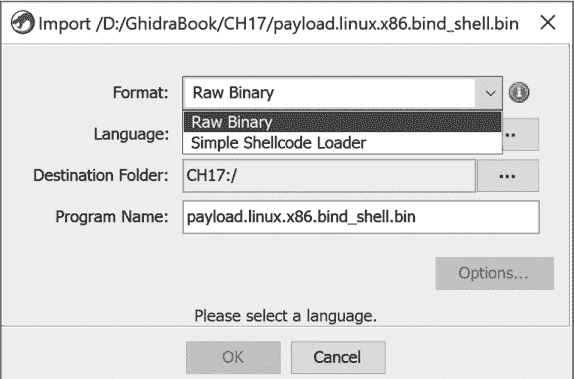 Import /D:/GhidraBook/CH17/payload.linux.x86.bind_shell.bin
Format: Raw Binary
Raw Binary
Simple Shellcode Loader
Language:
Destination Folder: CH17:/ ...
Program Name: payload.linux.x86.bind_shell.bin
Options...
Please select a language.
OK Cancel